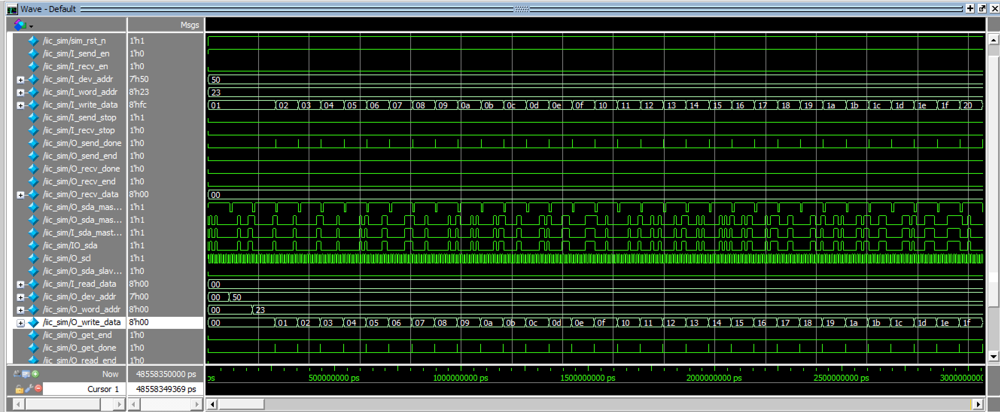 Wave - Default
Msgs
/iic_sim/sim_rst_n 1'h1
/iic_sim/I_send_en 1'h0
/iic_sim/I_recv_en 1'h0
/iic_sim/I_dev_addr 7'h50 50
/iic_sim/I_word_addr 8'h23 23
/iic_sim/I_write_data 8'hfc 01 02 03 04 05 06 07 08 09 0a 0b 0c 0d 0e 0f 10 11 12 13 14 15 16 17 18 19 1a 1b 1c 1d 1e 1f 20
/iic_sim/I_send_stop 1'h1
/iic_sim/I_recv_stop 1'h0
/iic_sim/O_send_done 1'h0
/iic_sim/O_send_end 1'h0
/iic_sim/O_recv_done 1'h0
/iic_sim/O_recv_end 1'h0
/iic_sim/O_recv_data 8'h00 00
/iic_sim/O_sda_mas... 1'h1
/iic_sim/O_sda_mas... 1'h1
/iic_sim/I_sda_mast... 1'h1
/iic_sim/IO_sda 1'h1
/iic_sim/O_scl 1'h1
/iic_sim/O_sda_slav... 1'h0
/iic_sim/I_read_data 8'h00 00
/iic_sim/O_dev_addr 7'h00 00 50
/iic_sim/O_word_addr 8'h00 00 23
/iic_sim/O_write_data 8'h00 00 01 02 03 04 05 06 07 08 09 0a 0b 0c 0d 0e 0f 10 11 12 13 14 15 16 17 18 19 1a 1b 1c 1d 1e 1f
/iic_sim/O_get_end 1'h0
/iic_sim/O_get_done 1'h0
/iic_sim/O_read_end 1'h0
Now 48558350000 ps ps 500000000 ps 1000000000 ps 1500000000 ps 2000000000 ps 2500000000 ps 3000000000
Cursor 1 48558349369 ps